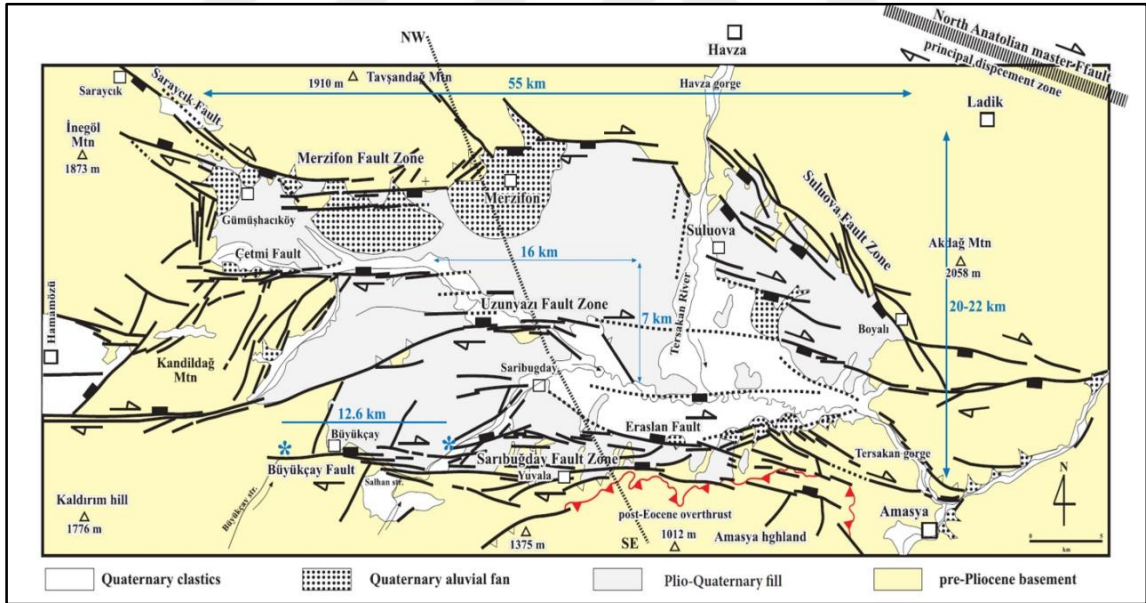 North Anatolian master Ffault
principal dispcement zone
NW
Havza
Saraycık
Saraycık Fault
1910 m
Tavşandağ Mtn
55 km
Havza gorge
Ladik
İnegöl
Mtn
1873 m
Merzifon Fault Zone
Merzifon
Gümüşhacıköy
Suluova
Suluova Fault Zone
Akdağ Mtn
2058 m
Çetmi Fault
16 km
Tersakan River
20-22 km
Uzunyazı Fault Zone
7 km
Boyalı
Hamamözü
Kandildağ
Mtn
Saribugday
12.6 km
Büyükçay
Eraslan Fault
*
*
Büyükçay Fault
Sarıbuğday Fault Zone
Tersakan gorge
Yuvala
Salhan str.
Büyükçay str.
Kaldırım hill
1776 m
N
post-Eocene overthrust
Amasya
1375 m
SE
1012 m
Amasya hghland
0
5
km
Quaternary clastics
Quaternary aluvial fan
Plio-Quaternary fill
pre-Pliocene basement